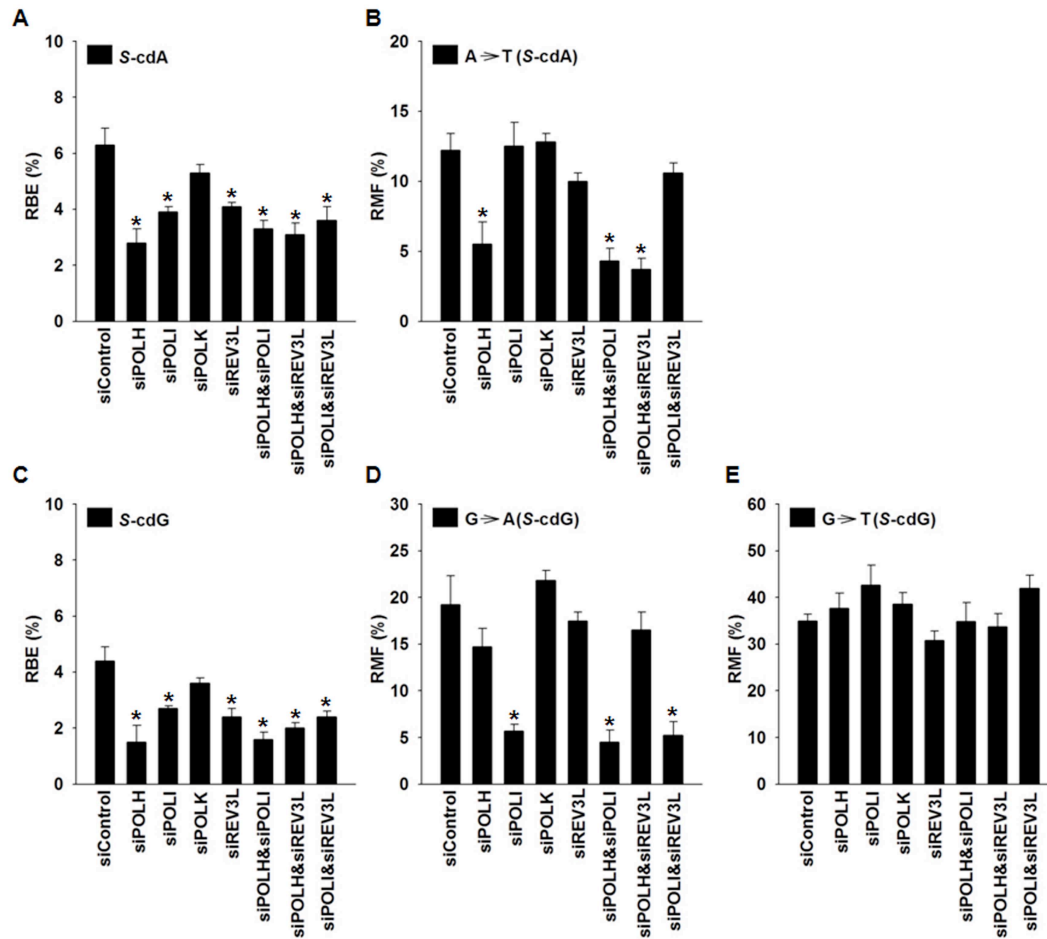 A
RBE (%)
10
8
6
4
2
0
S-cdA
* * * * * *
siControl
siPOLH
siPOLI
siPOLK
siREV3L
siPOLH&siPOLI
siPOLH&siREV3L
siPOLI&siREV3L
B
RMF (%)
20
15
10
5
0
A > T (S-cdA)
* * *
siControl
siPOLH
siPOLI
siPOLK
siREV3L
siPOLH&siPOLI
siPOLH&siREV3L
siPOLI&siREV3L
C
RBE (%)
10
8
6
4
2
0
S-cdG
* * * * * *
siControl
siPOLH
siPOLI
siPOLK
siREV3L
siPOLH&siPOLI
siPOLH&siREV3L
siPOLI&siREV3L
D
RMF (%)
30
25
20
15
10
5
0
G > A(S-cdG)
* * *
siControl
siPOLH
siPOLI
siPOLK
siREV3L
siPOLH&siPOLI
siPOLH&siREV3L
siPOLI&siREV3L
E
RMF (%)
60
50
40
30
20
10
0
G > T(S-cdG)
siControl
siPOLH
siPOLI
siPOLK
siREV3L
siPOLH&siPOLI
siPOLH&siREV3L
siPOLI&siREV3L